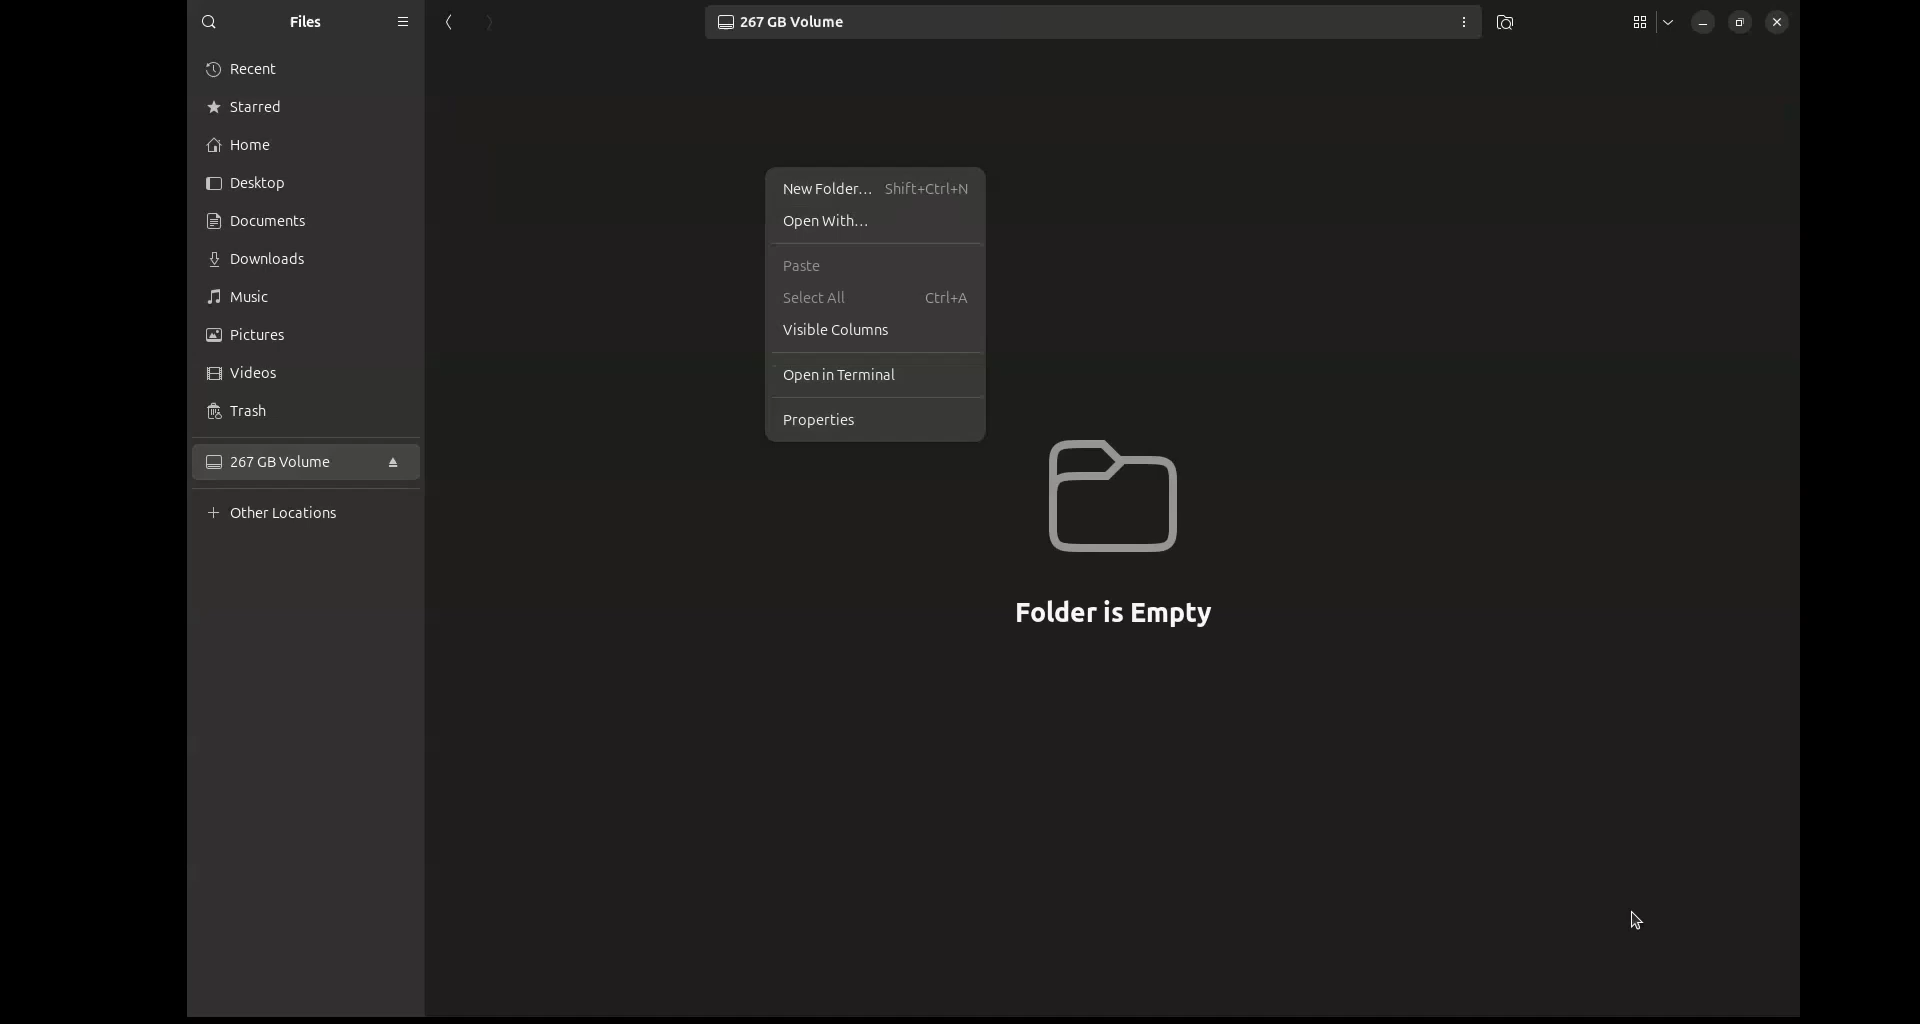 Files
267 GB Volume
Recent
Starred
Home
Desktop
Documents
Downloads
Music
Pictures
Videos
Trash
267 GB Volume
Other Locations
New Folder... Shift+Ctrl+N
Open With...
Paste
Select All Ctrl+A
Visible Columns
Open in Terminal
Properties
Folder is Empty